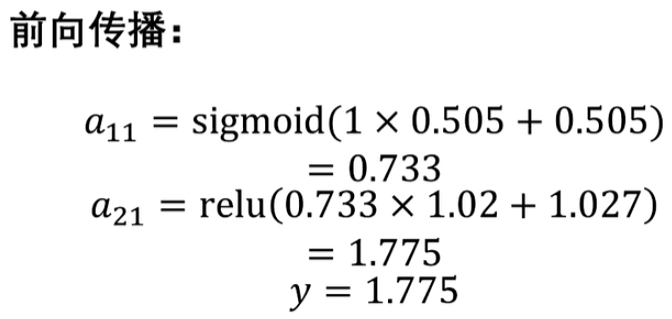 前向传播：
a₁₁ = sigmoid(1 × 0.505 + 0.505)
= 0.733
a₂₁ = relu(0.733 × 1.02 + 1.027)
= 1.775
y = 1.775